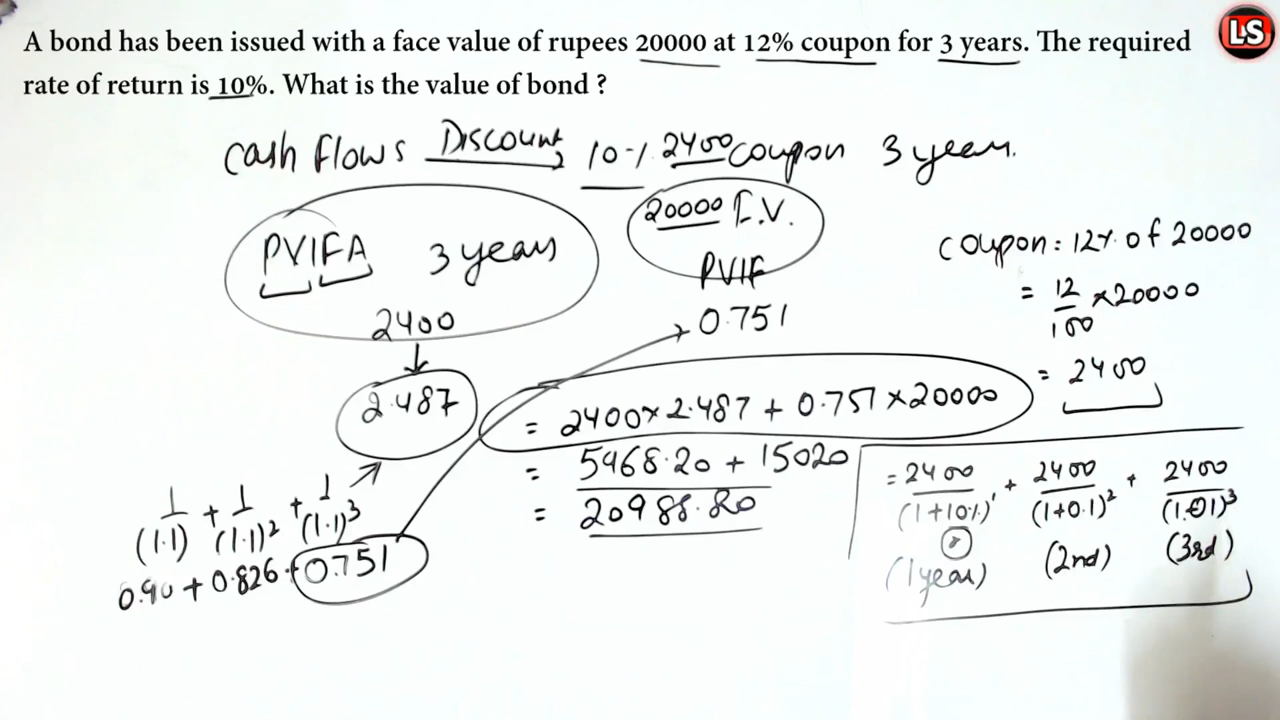 A bond has been issued with a face value of rupees 20000 at 12% coupon for 3 years. The required
rate of return is 10%. What is the value of bond ?
LS
Cash Flows Discount 10% 2400 coupon 3 years.
20000 F.V.
PVIFA 3 years
PVIF
2400
0.751
2.487
Coupon: 12% of 20000
= 12/100 × 20000
= 2400
= 2400 × 2.487 + 0.751 × 20000
= 5968.20 + 15020
= 20988.20
1/(1.1) + 1/(1.1)² + 1/(1.1)³
0.90 + 0.826 + 0.751
= 2400/(1+10%)¹ + 2400/(1+0.1)² + 2400/(1.01)³
(1 year) (2nd) (3rd)